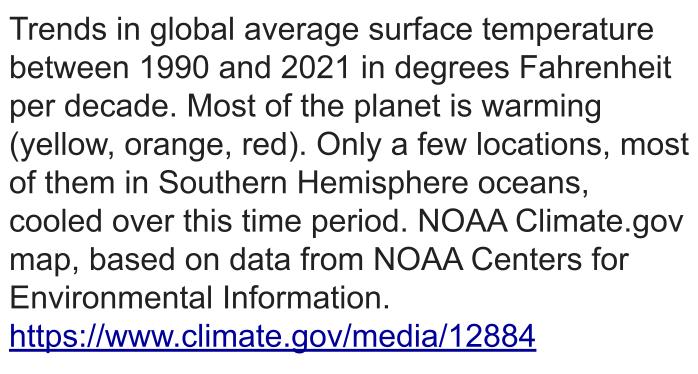 Trends in global average surface temperature
between 1990 and 2021 in degrees Fahrenheit
per decade. Most of the planet is warming
(yellow, orange, red). Only a few locations, most
of them in Southern Hemisphere oceans,
cooled over this time period. NOAA Climate.gov
map, based on data from NOAA Centers for
Environmental Information.
https://www.climate.gov/media/12884